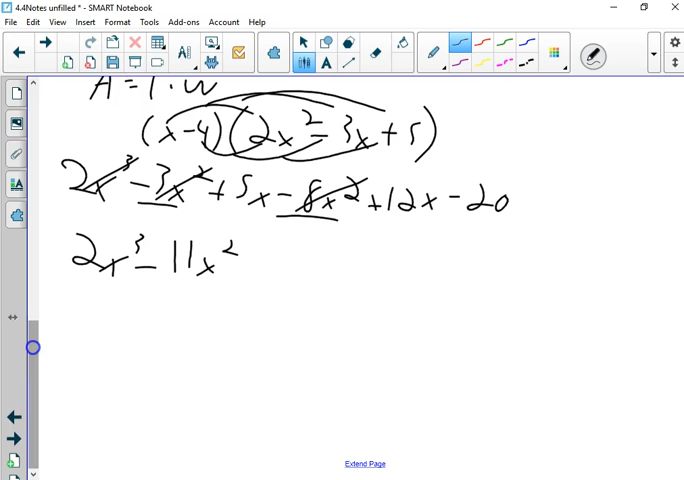 4.4Notes unfilled * - SMART Notebook
File Edit View Insert Format Tools Add-ons Account Help
A = l · w
(x-4)(2x² - 3x + 5)
2x³ - 3x² + 5x - 8x² + 12x - 20
2x³ - 11x²
Extend Page